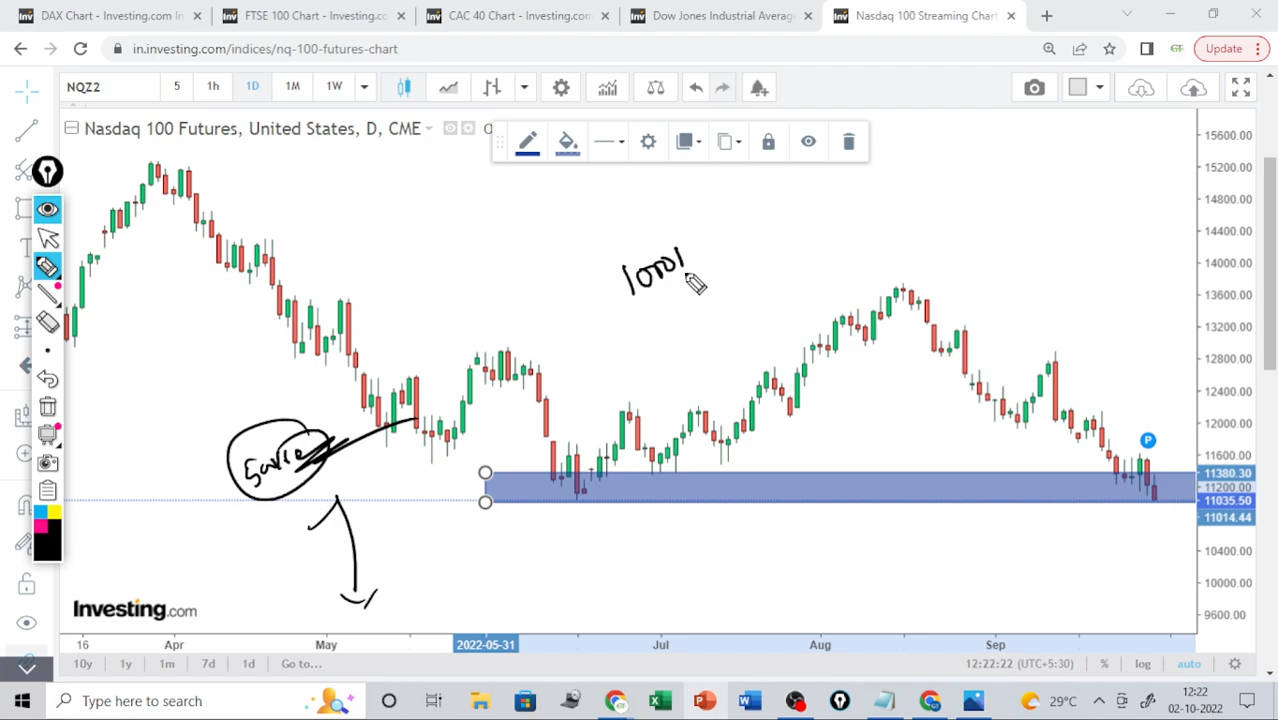 DAX Chart - Investing.com In
FTSE 100 Chart - Investing.co
CAC 40 Chart - Investing.com
Dow Jones Industrial Averag
Nasdaq 100 Streaming Chart
in.investing.com/indices/nq-100-futures-chart
Update
NQZ2
5
1h
1D
1M
1W
Nasdaq 100 Futures, United States, D, CME
15600.00
15200.00
14800.00
14400.00
14000.00
13600.00
13200.00
12800.00
12400.00
12000.00
11600.00
11380.30
11200.00
11035.50
11014.44
10400.00
10000.00
9600.00
P
Investing.com
16
Apr
May
2022-05-31
Jul
Aug
Sep
10y
1y
1m
7d
1d
Go to...
12:22:22 (UTC+5:30)
%
log
auto
Type here to search
29°C
12:22
02-10-2022